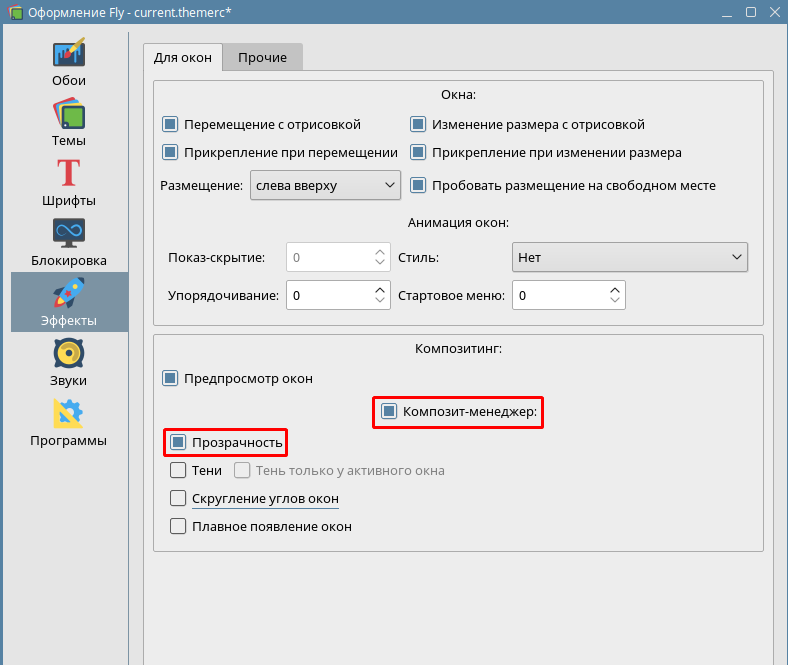 Оформление Fly - current.themerc*
Обои
Темы
Шрифты
Блокировка
Эффекты
Звуки
Программы
Для окон Прочие
Окна:
Перемещение с отрисовкой Изменение размера с отрисовкой
Прикрепление при перемещении Прикрепление при изменении размера
Размещение: слева вверху Пробовать размещение на свободном месте
Анимация окон:
Показ-скрытие: 0 Стиль: Нет
Упорядочивание: 0 Стартовое меню: 0
Композитинг:
Предпросмотр окон
Композит-менеджер:
Прозрачность
Тени Тень только у активного окна
Скругление углов окон
Плавное появление окон